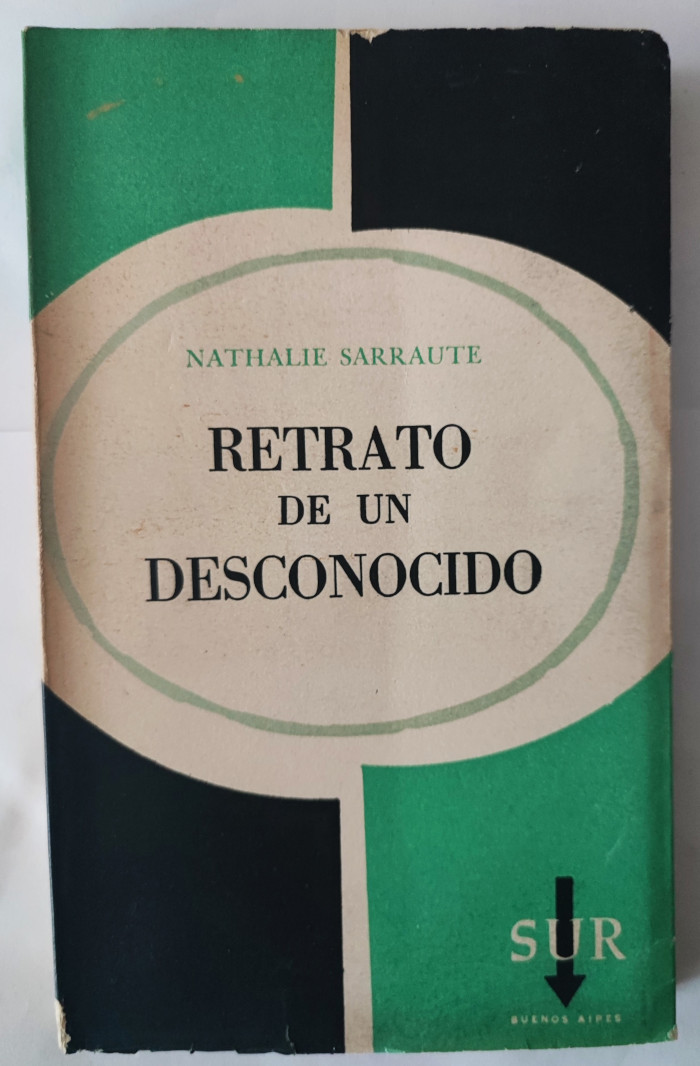 NATHALIE SARRAUTE
RETRATO
DE UN
DESCONOCIDO
SUR
BUENOS AIRES